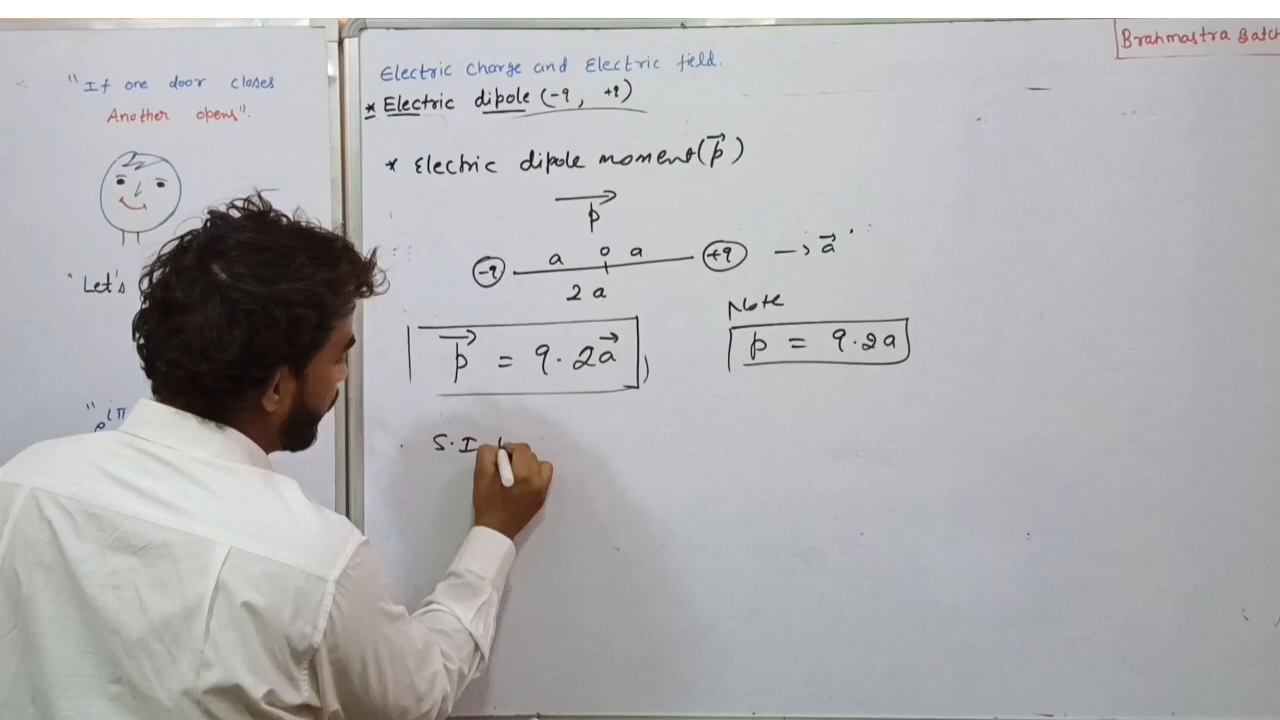 "If one door closes
Another opens".
"Let's
Brahmastra Batch
Electric charge and Electric field.
* Electric dipole (-q, +q)
* Electric dipole moment (p⃗)
p⃗
-q a o a +q → a⃗
2a
p⃗ = q·2a⃗
Note
p = q·2a
S.I